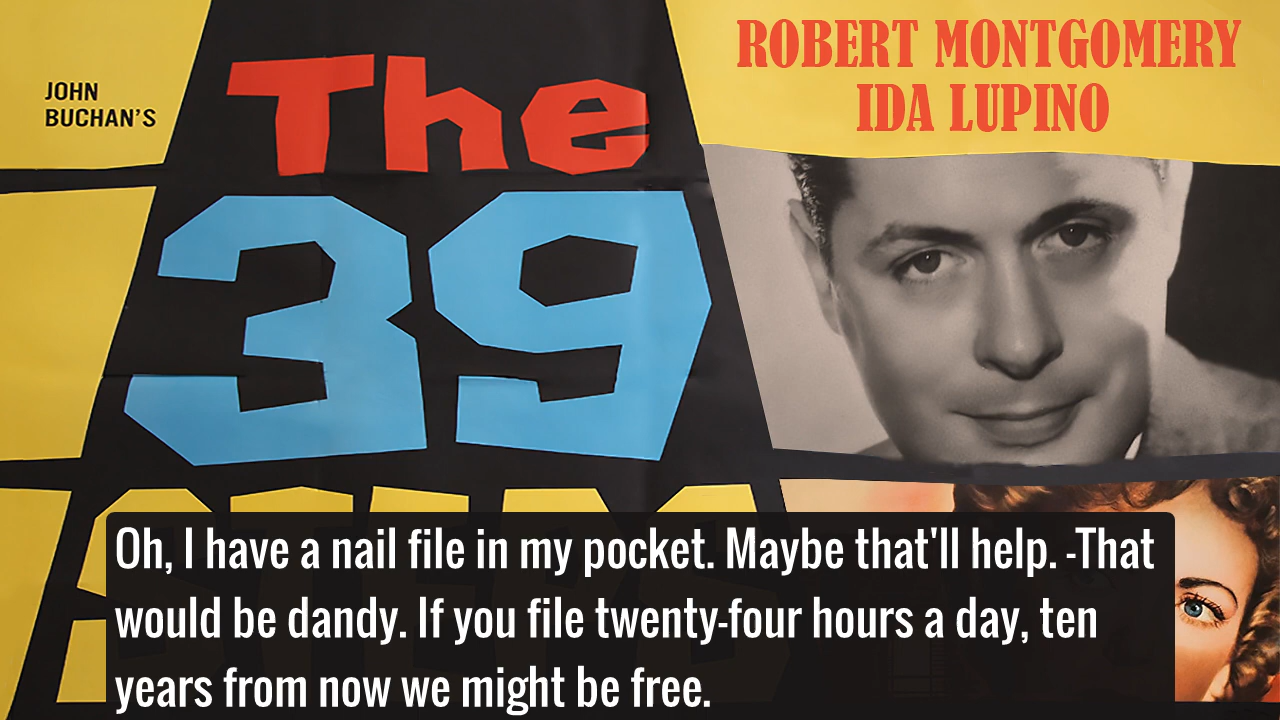 JOHN
BUCHAN'S
The
39
STEPS
ROBERT MONTGOMERY
IDA LUPINO
Oh, I have a nail file in my pocket. Maybe that'll help. -That
would be dandy. If you file twenty-four hours a day, ten
years from now we might be free.